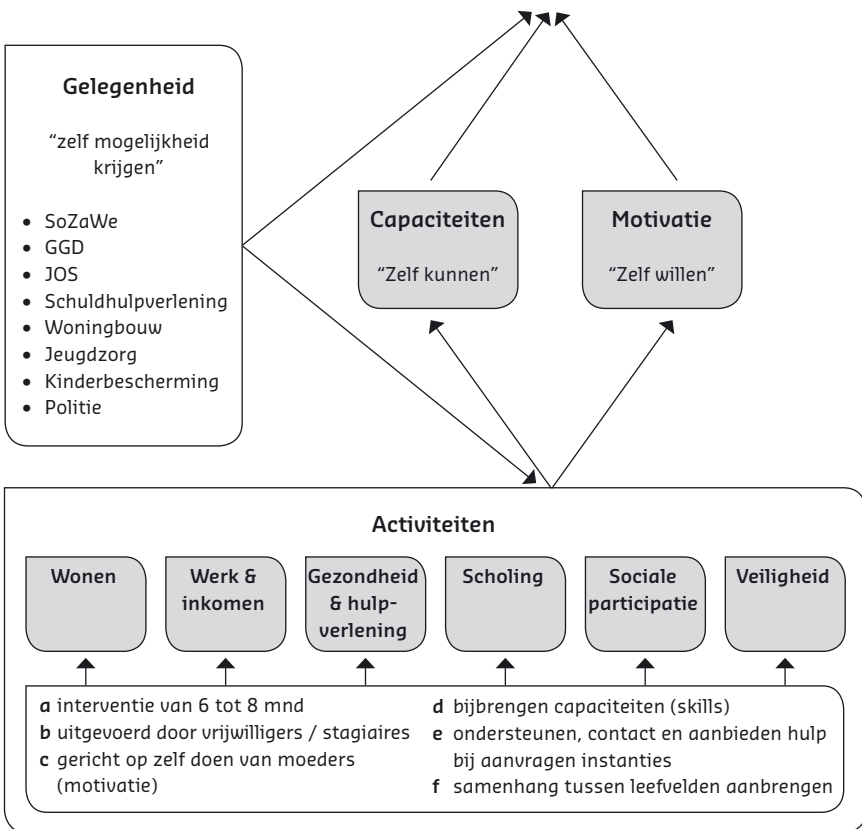 Gelegenheid
“zelf mogelijkheid
krijgen”
• SoZaWe
• GGD
• JOS
• Schuldhulpverlening
• Woningbouw
• Jeugdzorg
• Kinderbescherming
• Politie
Capaciteiten
“Zelf kunnen”
Motivatie
“Zelf willen”
Activiteiten
Wonen
Werk &
inkomen
Gezondheid
& hulp-
verlening
Scholing
Sociale
participatie
Veiligheid
a interventie van 6 tot 8 mnd
b uitgevoerd door vrijwilligers / stagiaires
c gericht op zelf doen van moeders
(motivatie)
d bijbrengen capaciteiten (skills)
e ondersteunen, contact en aanbieden hulp
bij aanvragen instanties
f samenhang tussen leefvelden aanbrengen